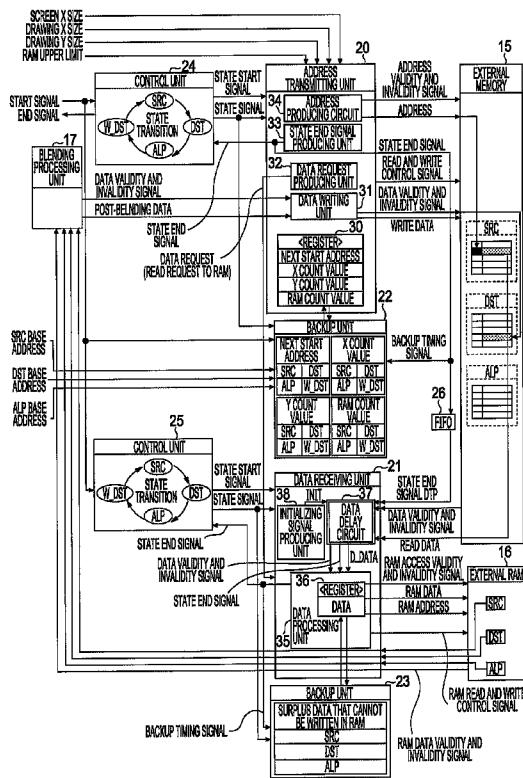 SCREEN X SIZE
DRAWING X SIZE
DRAWING Y SIZE
RAM UPPER LIMIT
START SIGNAL
END SIGNAL
24
CONTROL UNIT
SRC
W_DST
STATE TRANSITION
DST
ALP
STATE START SIGNAL
STATE SIGNAL
20
ADDRESS TRANSMITTING UNIT
34
ADDRESS PRODUCING CIRCUIT
33
STATE END SIGNAL PRODUCING UNIT
32
DATA REQUEST PRODUCING UNIT
31
DATA WRITING UNIT
30
<REGISTER>
NEXT START ADDRESS
X COUNT VALUE
Y COUNT VALUE
RAM COUNT VALUE
ADDRESS VALIDITY AND INVALIDITY SIGNAL
ADDRESS
STATE END SIGNAL
READ AND WRITE CONTROL SIGNAL
DATA VALIDITY AND INVALIDITY SIGNAL
WRITE DATA
15
EXTERNAL MEMORY
SRC
DST
ALP
17
BLENDING PROCESSING UNIT
DATA VALIDITY AND INVALIDITY SIGNAL
POST-BELNDING DATA
STATE END SIGNAL
DATA REQUEST (READ REQUEST TO RAM)
SRC BASE ADDRESS
DST BASE ADDRESS
ALP BASE ADDRESS
22
BACKUP UNIT
NEXT START ADDRESS
SRC DST
ALP W_DST
X COUNT VALUE
SRC DST
ALP W_DST
Y COUNT VALUE
SRC DST
ALP W_DST
RAM COUNT VALUE
SRC DST
ALP W_DST
BACKUP TIMING SIGNAL
26
FIFO
25
CONTROL UNIT
SRC
W_DST
STATE TRANSITION
DST
ALP
STATE START SIGNAL
STATE SIGNAL
STATE END SIGNAL
21
DATA RECEIVING UNIT
INIT
38
INITIALIZING SIGNAL PRODUCING UNIT
37
DATA DELAY CIRCUIT
STATE END SIGNAL DTP
DATA VALIDITY AND INVALIDITY SIGNAL
READ DATA
DATA VALIDITY AND INVALIDITY SIGNAL
STATE END SIGNAL
D_DATA
36
<REGISTER>
DATA
35
DATA PROCESSING UNIT
RAM ACCESS VALIDITY AND INVALIDITY SIGNAL
RAM DATA
RAM ADDRESS
16
EXTERNAL RAM
SRC
DST
ALP
RAM READ AND WRITE CONTROL SIGNAL
RAM DATA VALIDITY AND INVALIDITY SIGNAL
23
BACKUP UNIT
SURPLUS DATA THAT CANNOT BE WRITTEN IN RAM
SRC
DST
ALP
BACKUP TIMING SIGNAL